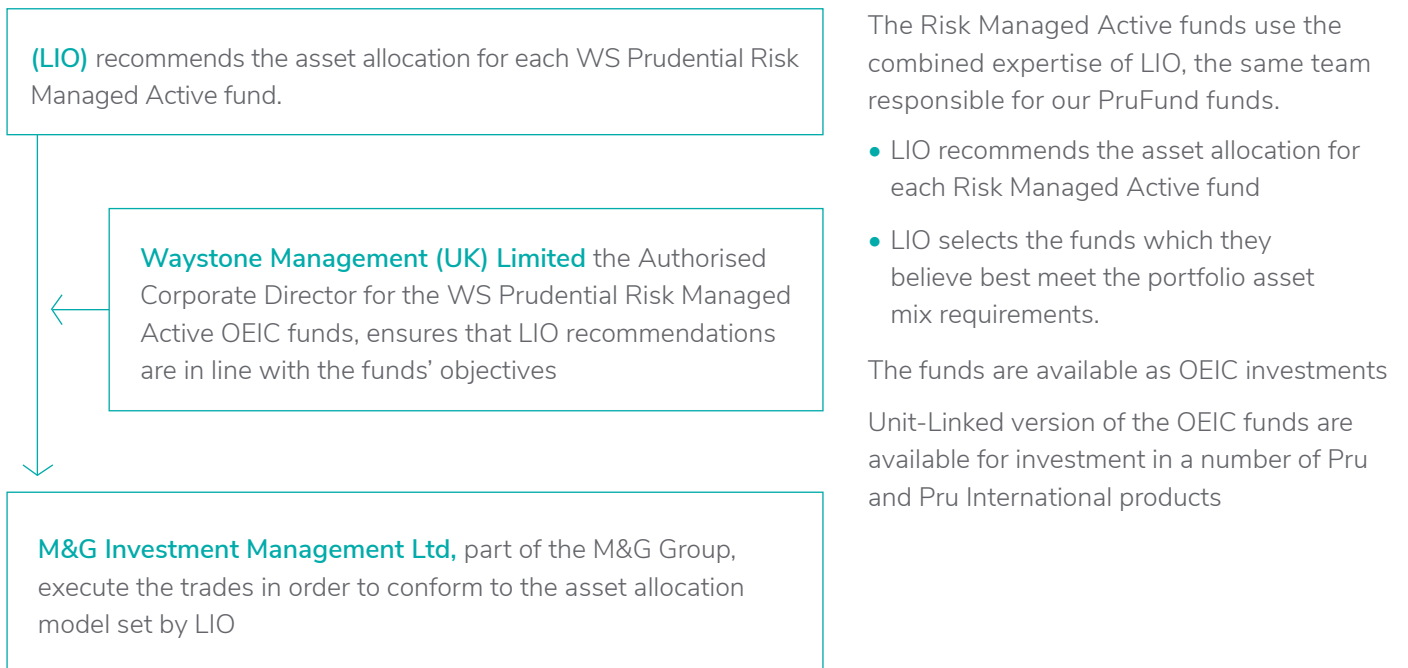 (LIO) recommends the asset allocation for each WS Prudential Risk
Managed Active fund.
Waystone Management (UK) Limited the Authorised
Corporate Director for the WS Prudential Risk Managed
Active OEIC funds, ensures that LIO recommendations
are in line with the funds’ objectives
M&G Investment Management Ltd, part of the M&G Group,
execute the trades in order to conform to the asset allocation
model set by LIO
The Risk Managed Active funds use the
combined expertise of LIO, the same team
responsible for our PruFund funds.
• LIO recommends the asset allocation for
each Risk Managed Active fund
• LIO selects the funds which they
believe best meet the portfolio asset
mix requirements.
The funds are available as OEIC investments
Unit-Linked version of the OEIC funds are
available for investment in a number of Pru
and Pru International products